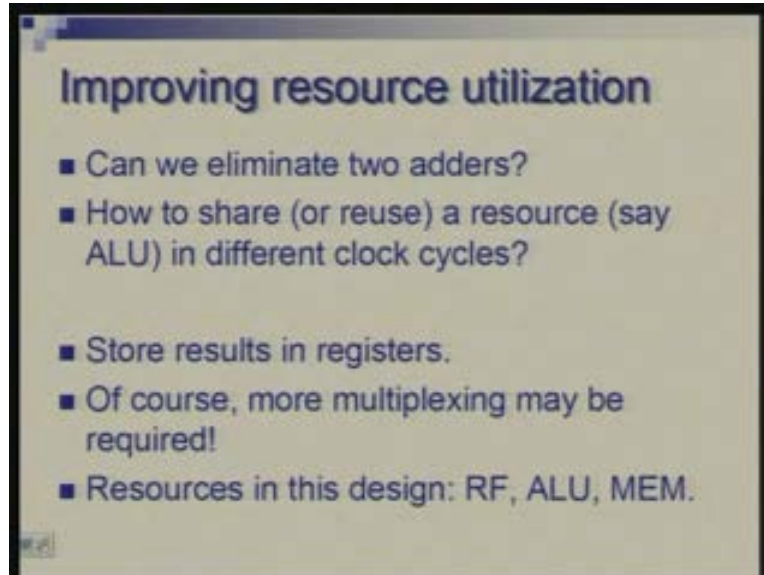 Improving resource utilization
■ Can we eliminate two adders?
■ How to share (or reuse) a resource (say
ALU) in different clock cycles?
■ Store results in registers.
■ Of course, more multiplexing may be
required!
■ Resources in this design: RF, ALU, MEM.